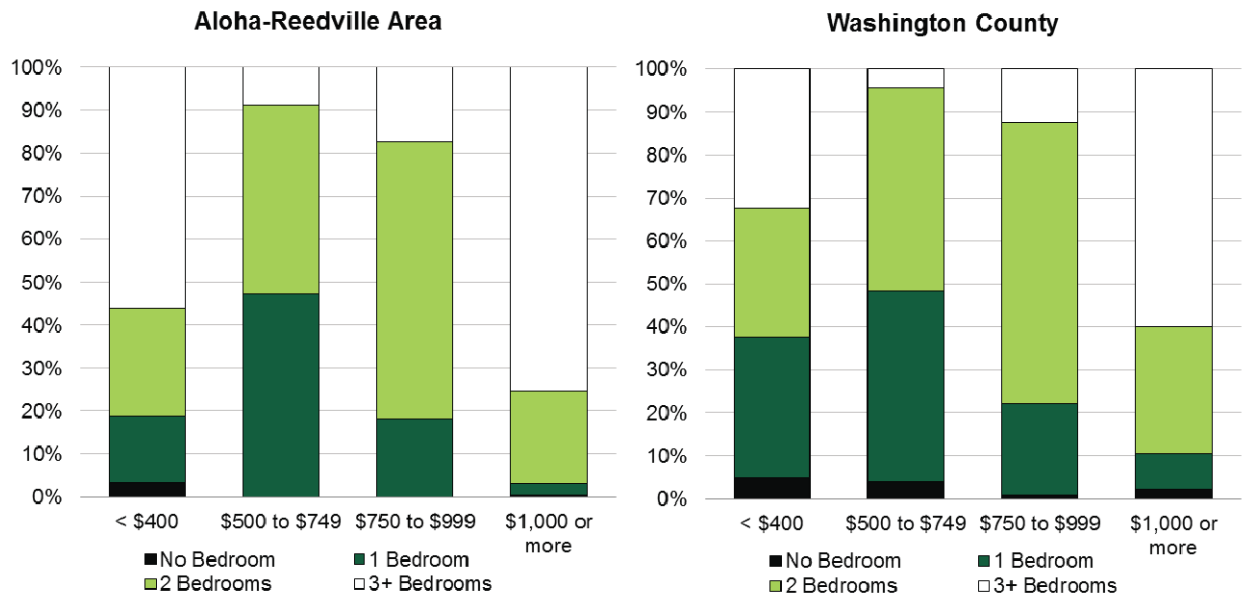 Aloha-Reedville Area
100%
90%
80%
70%
60%
50%
40%
30%
20%
10%
0%
< $400 $500 to $749 $750 to $999 $1,000 or
more
No Bedroom 1 Bedroom
2 Bedrooms 3+ Bedrooms
Washington County
100%
90%
80%
70%
60%
50%
40%
30%
20%
10%
0%
< $400 $500 to $749 $750 to $999 $1,000 or
more
No Bedroom 1 Bedroom
2 Bedrooms 3+ Bedrooms